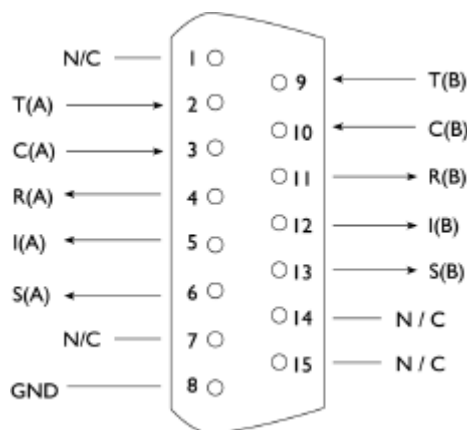 N/C 1
T(A) 2
C(A) 3
R(A) 4
I(A) 5
S(A) 6
N/C 7
GND 8
9 T(B)
10 C(B)
11 R(B)
12 I(B)
13 S(B)
14 N / C
15 N / C